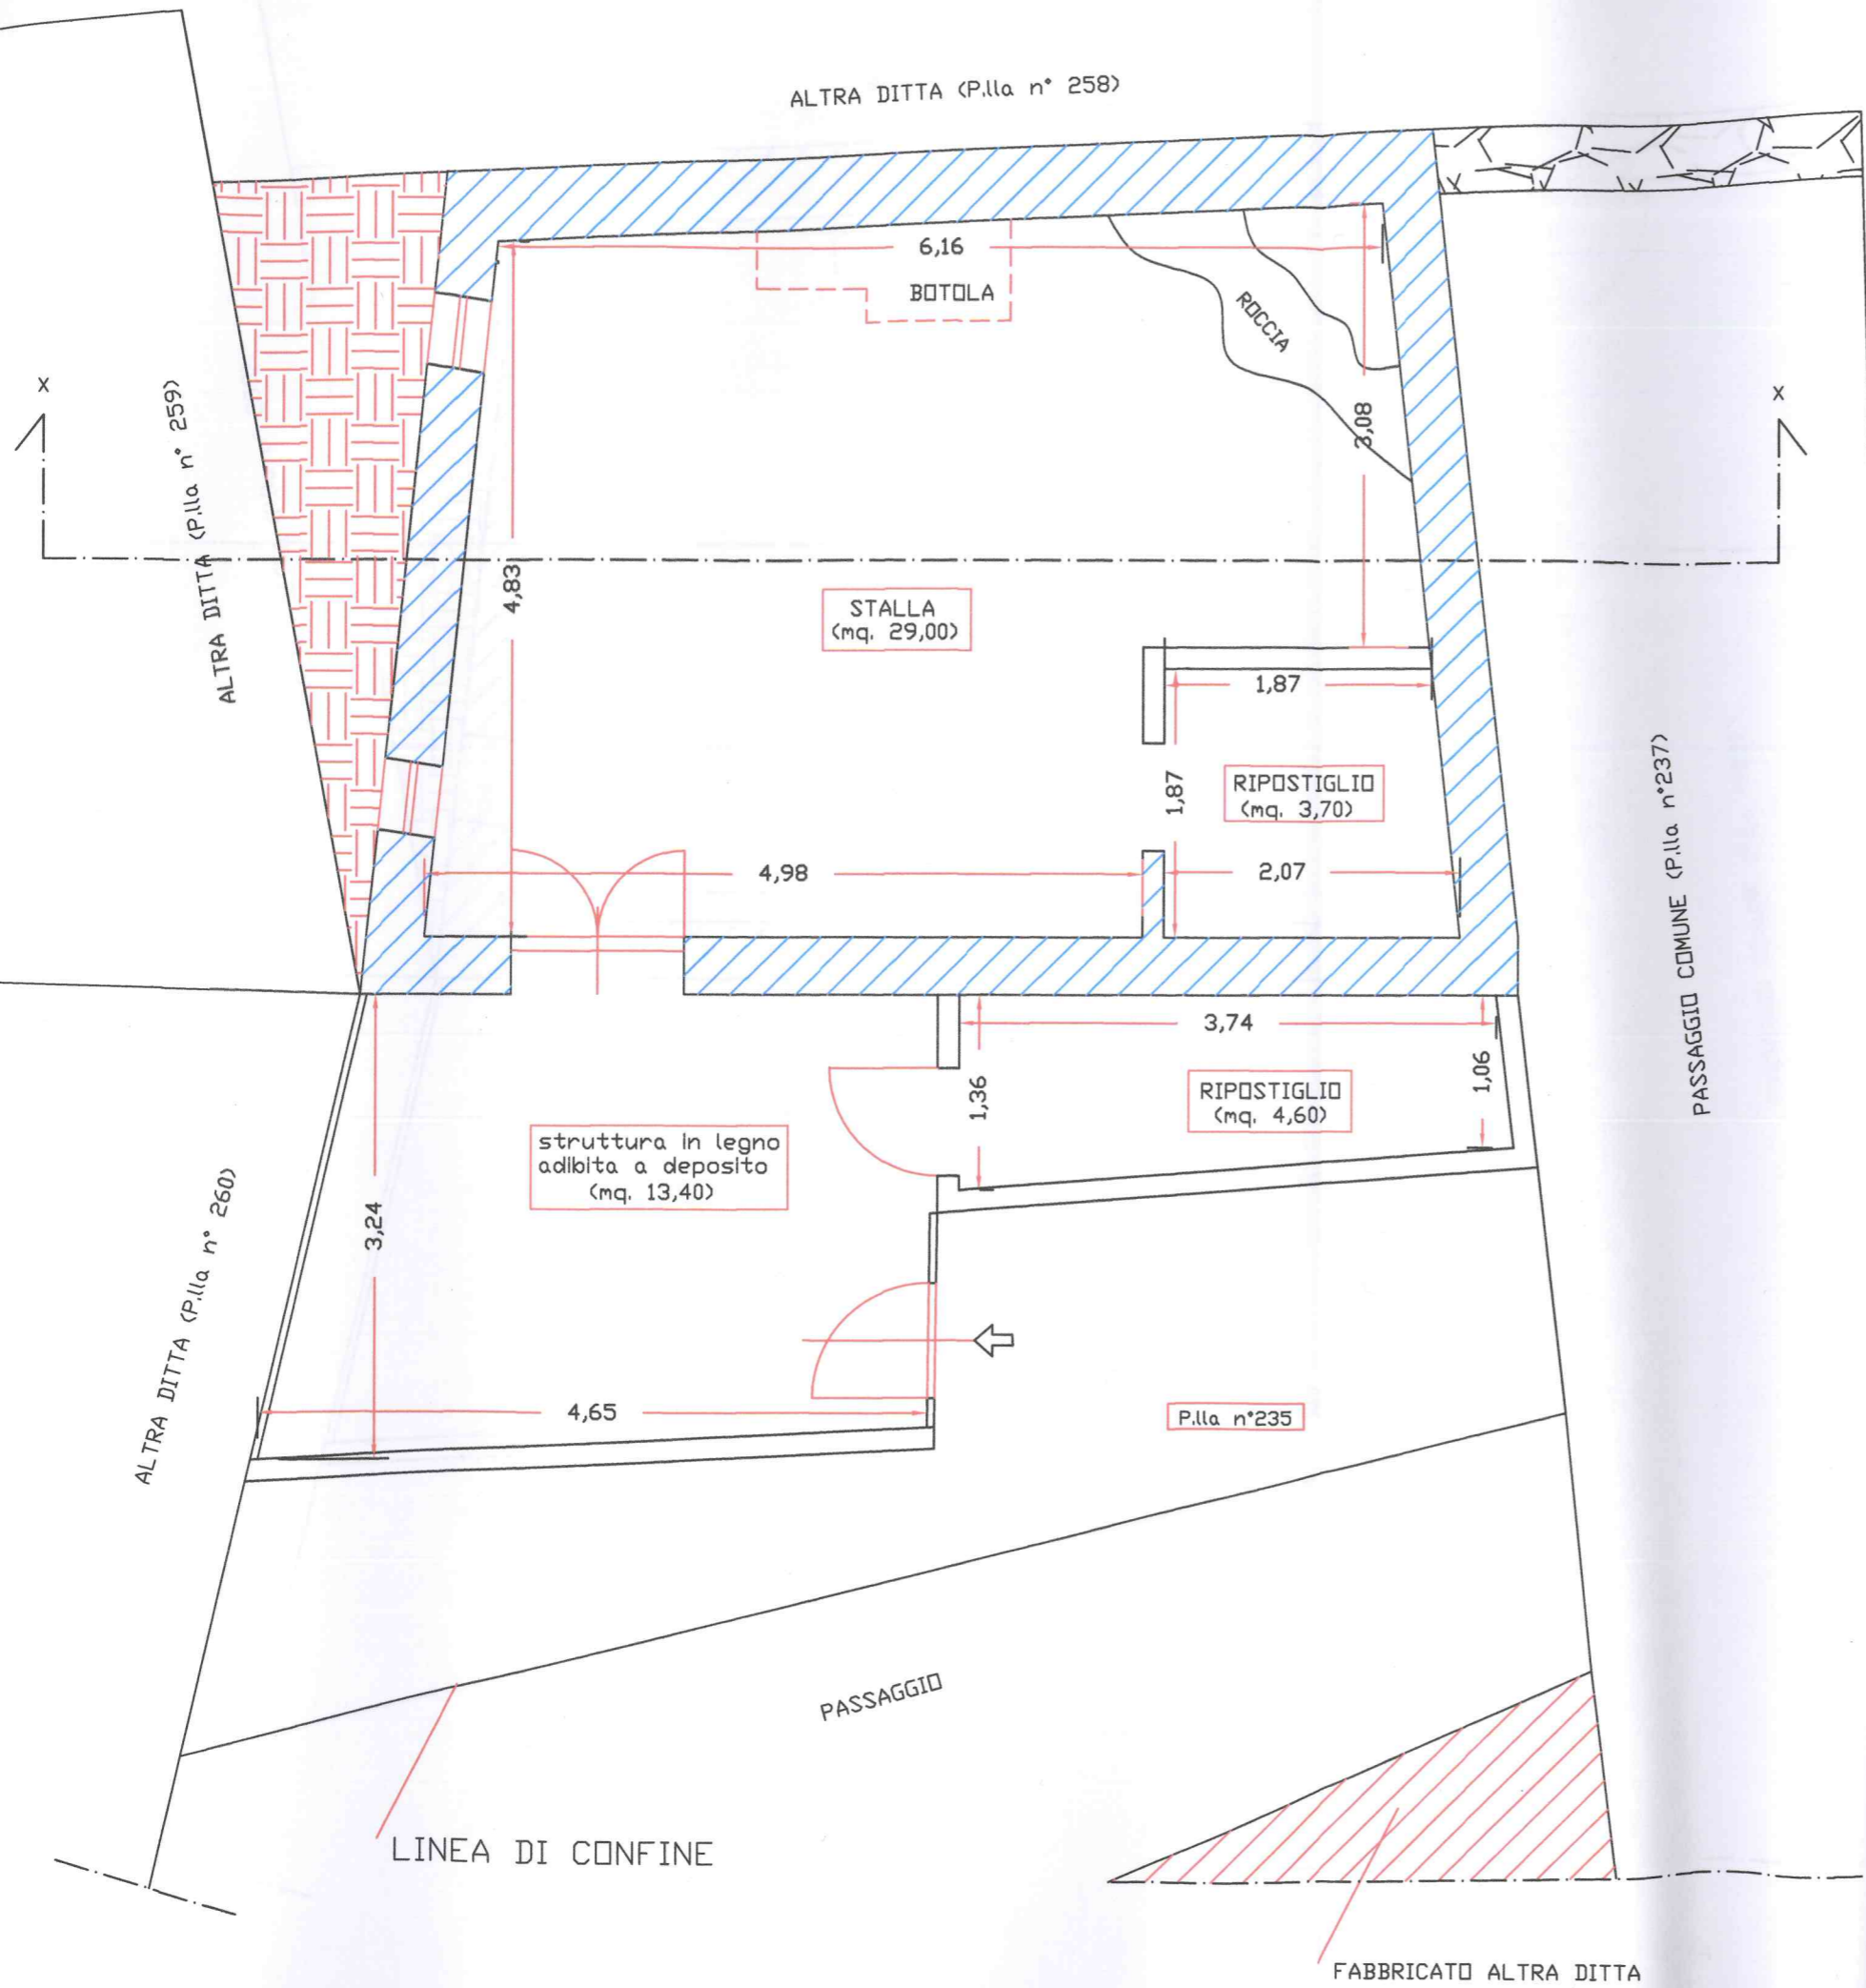 ALTRA DITTA (P.lla n° 258)
6,16
BOTOLA
ROCCIA
x
x
ALTRA DITTA (P.lla n° 259)
3,08
4,83
STALLA
(mq. 29,00)
1,87
1,87
RIPOSTIGLIO
(mq. 3,70)
4,98
2,07
PASSAGGIO COMUNE (P.lla n°237)
3,74
1,36
1,06
RIPOSTIGLIO
(mq. 4,60)
struttura in legno
adibita a deposito
(mq. 13,40)
3,24
ALTRA DITTA (P.lla n° 260)
4,65
P.lla n°235
PASSAGGIO
LINEA DI CONFINE
FABBRICATO ALTRA DITTA